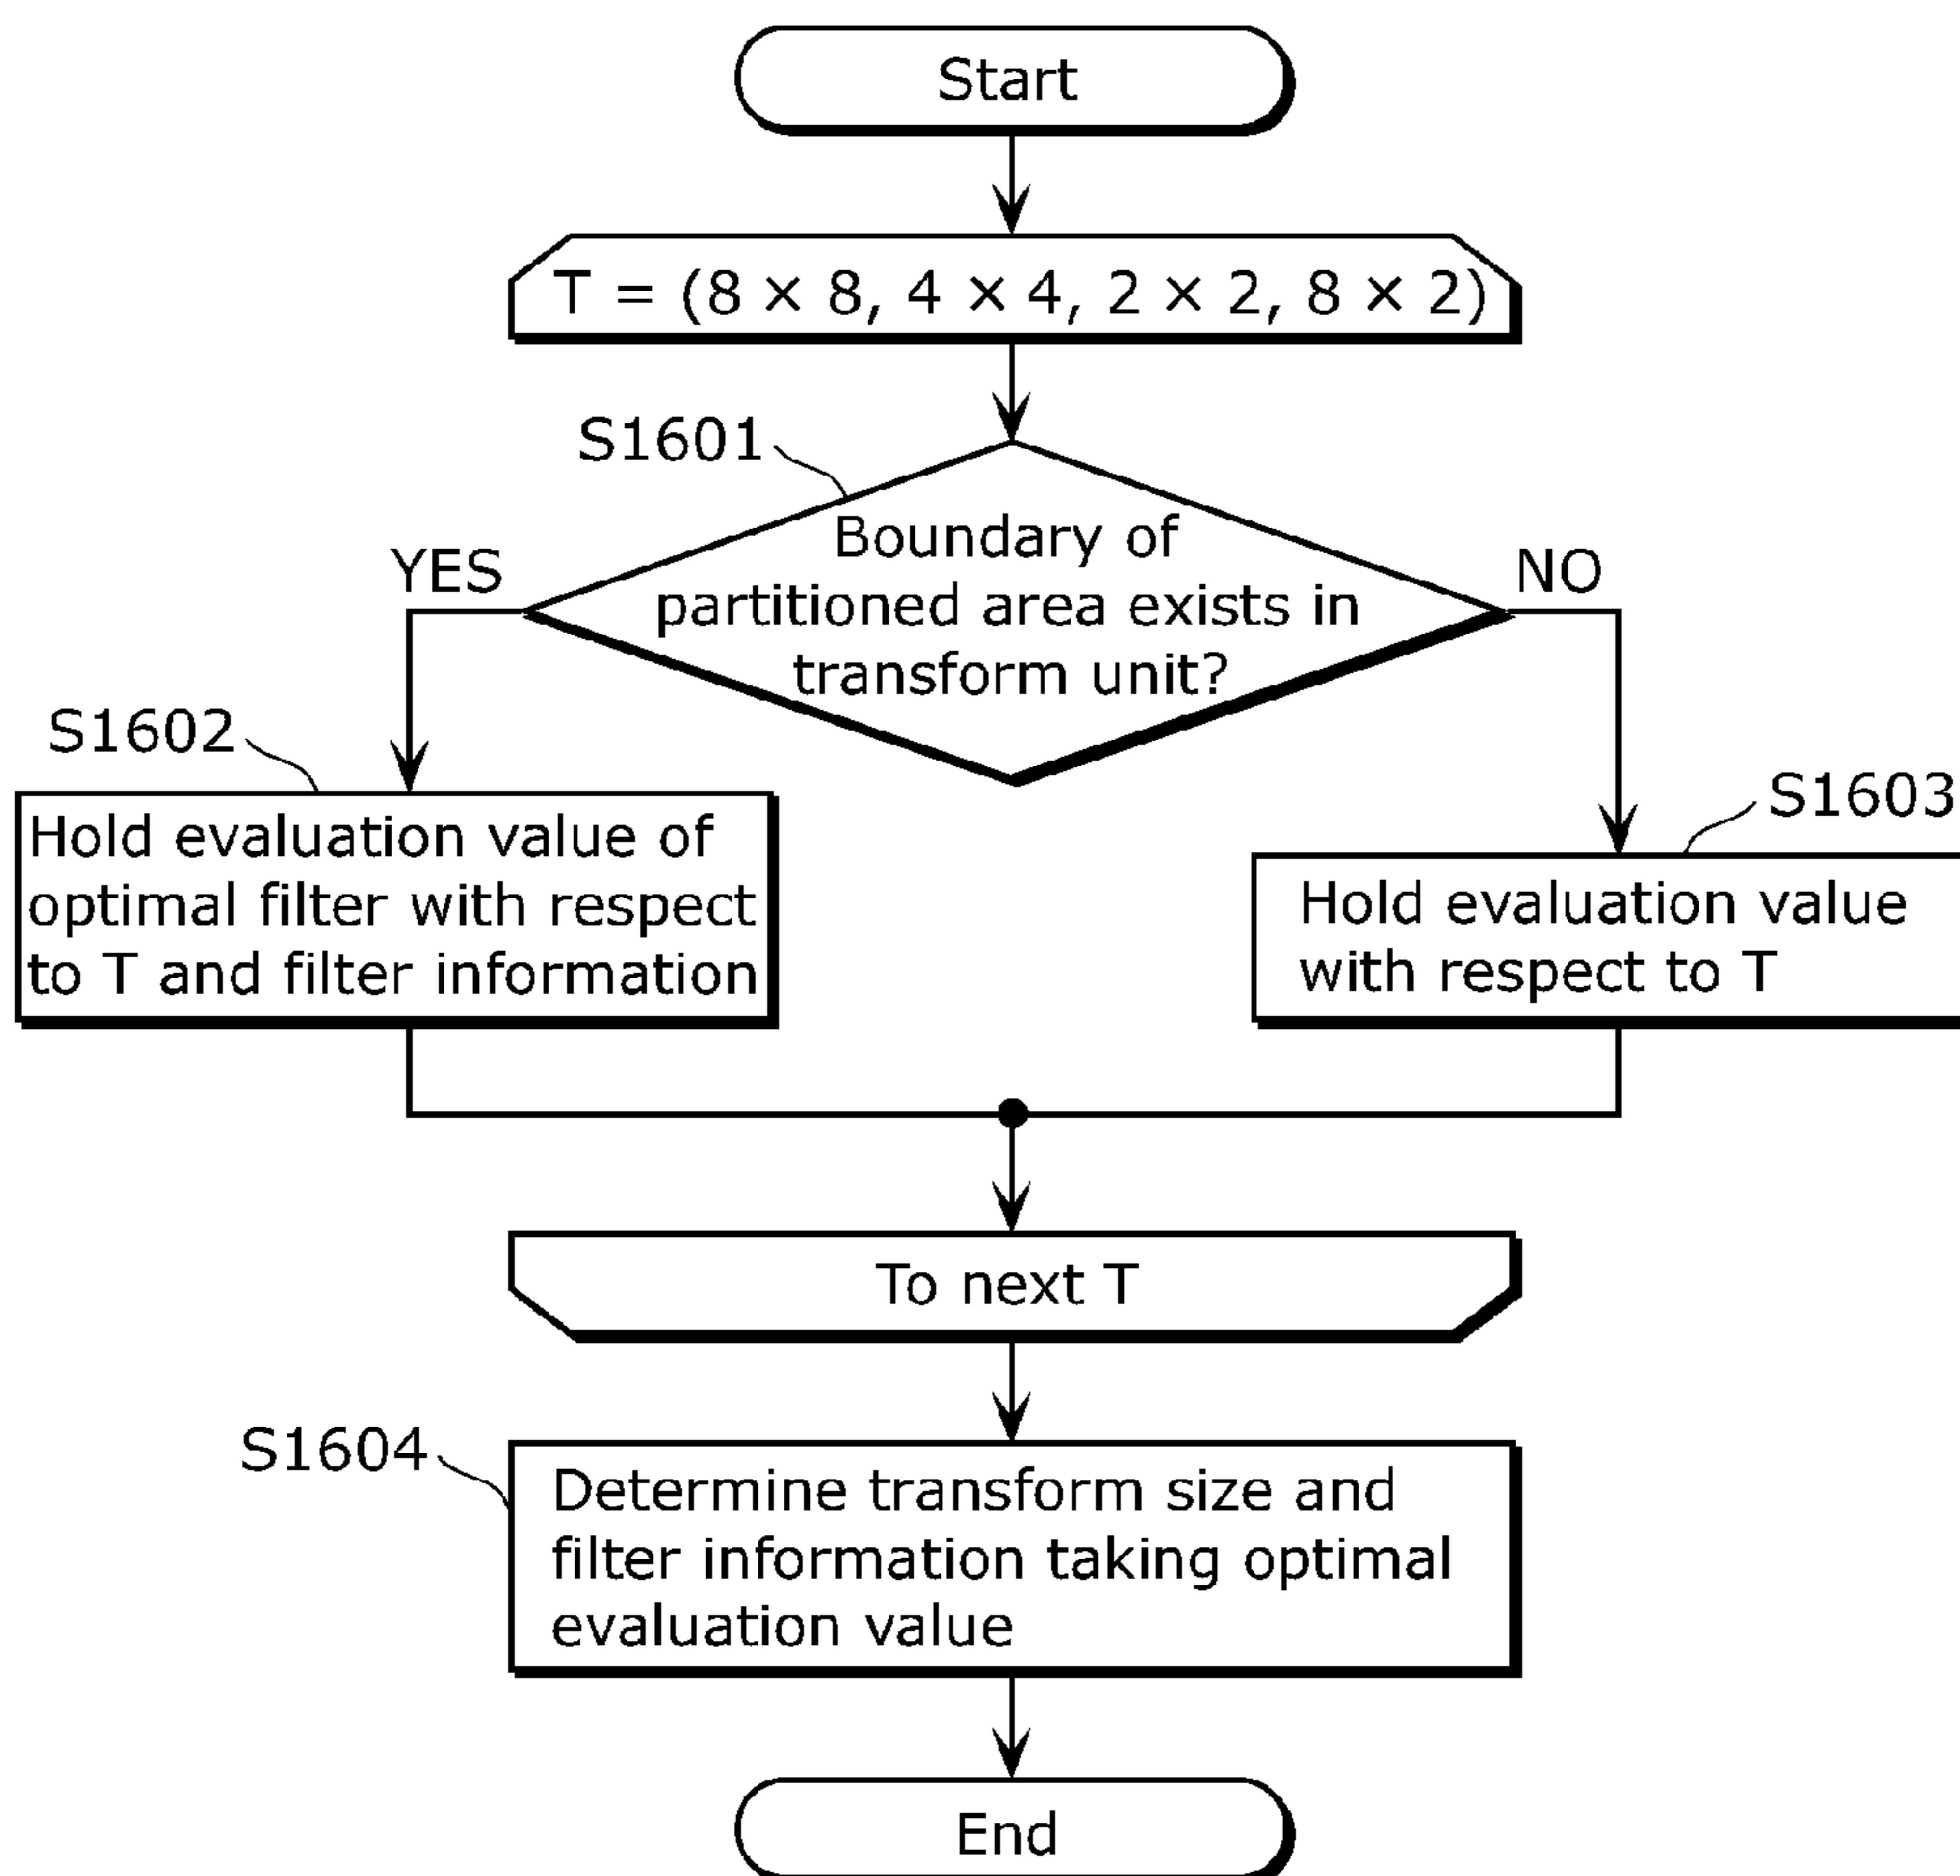 Start
T = (8 × 8, 4 × 4, 2 × 2, 8 × 2)
S1601
Boundary of
partitioned area exists in
transform unit?
YES
NO
S1602
Hold evaluation value of
optimal filter with respect
to T and filter information
S1603
Hold evaluation value
with respect to T
To next T
S1604
Determine transform size and
filter information taking optimal
evaluation value
End